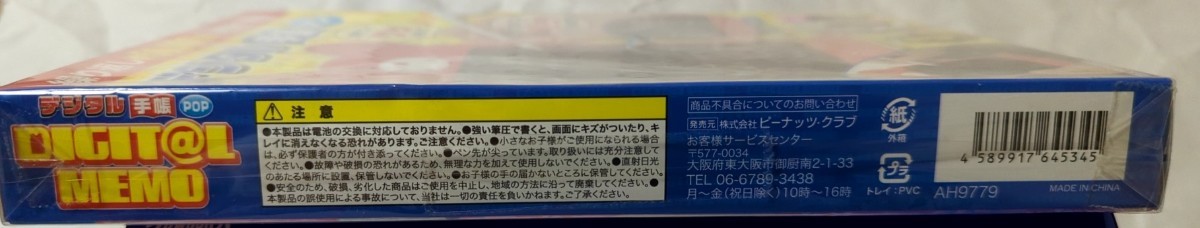 デジタル手帳 POP
DIGIT@L
MEMO
注意
●本製品は電池の交換に対応しておりません。●強い筆圧で書くと、画面にキズがついたり、キ
レイに消えなくなる恐れがあります。ご注意ください。●小さなお子様がご使用になられる場合
は、必ず保護者の方が付き添ってください。●ペン先が尖っています。取り扱いには充分注意して
ください。●故障や破損の恐れがあるため、無理な力を加えて使用しないでください。●直射日光
のあたる場所に設置、保管しないでください。●お子様の手の届かないところに保管してください。
●安全のため、破損、劣化した商品はご使用を中止し、地域の方法に沿って廃棄してください。●
本製品の誤使用による事故について、当社は一切の責任を負いかねます。ご了承ください。
商品不具合についてのお問い合わせ
発売元 株式会社 ピーナッツ・クラブ
お客様サービスセンター
〒577-0034
大阪府東大阪市御厨南2-1-33
TEL 06-6789-3438
月～金(祝日除く)10時～16時
紙
外箱
プラ
トレイ:PVC
4 589917 645345
AH9779
MADE IN CHINA